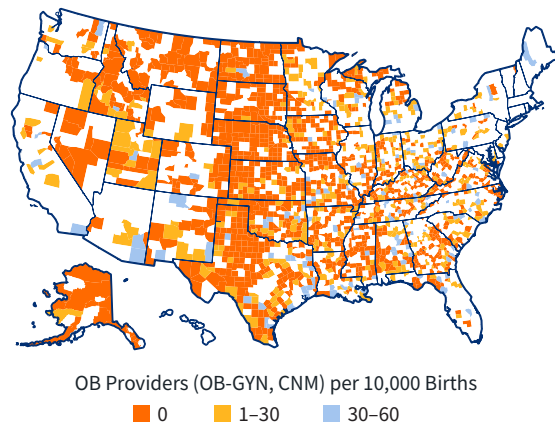 OB Providers (OB-GYN, CNM) per 10,000 Births
0 1–30 30–60